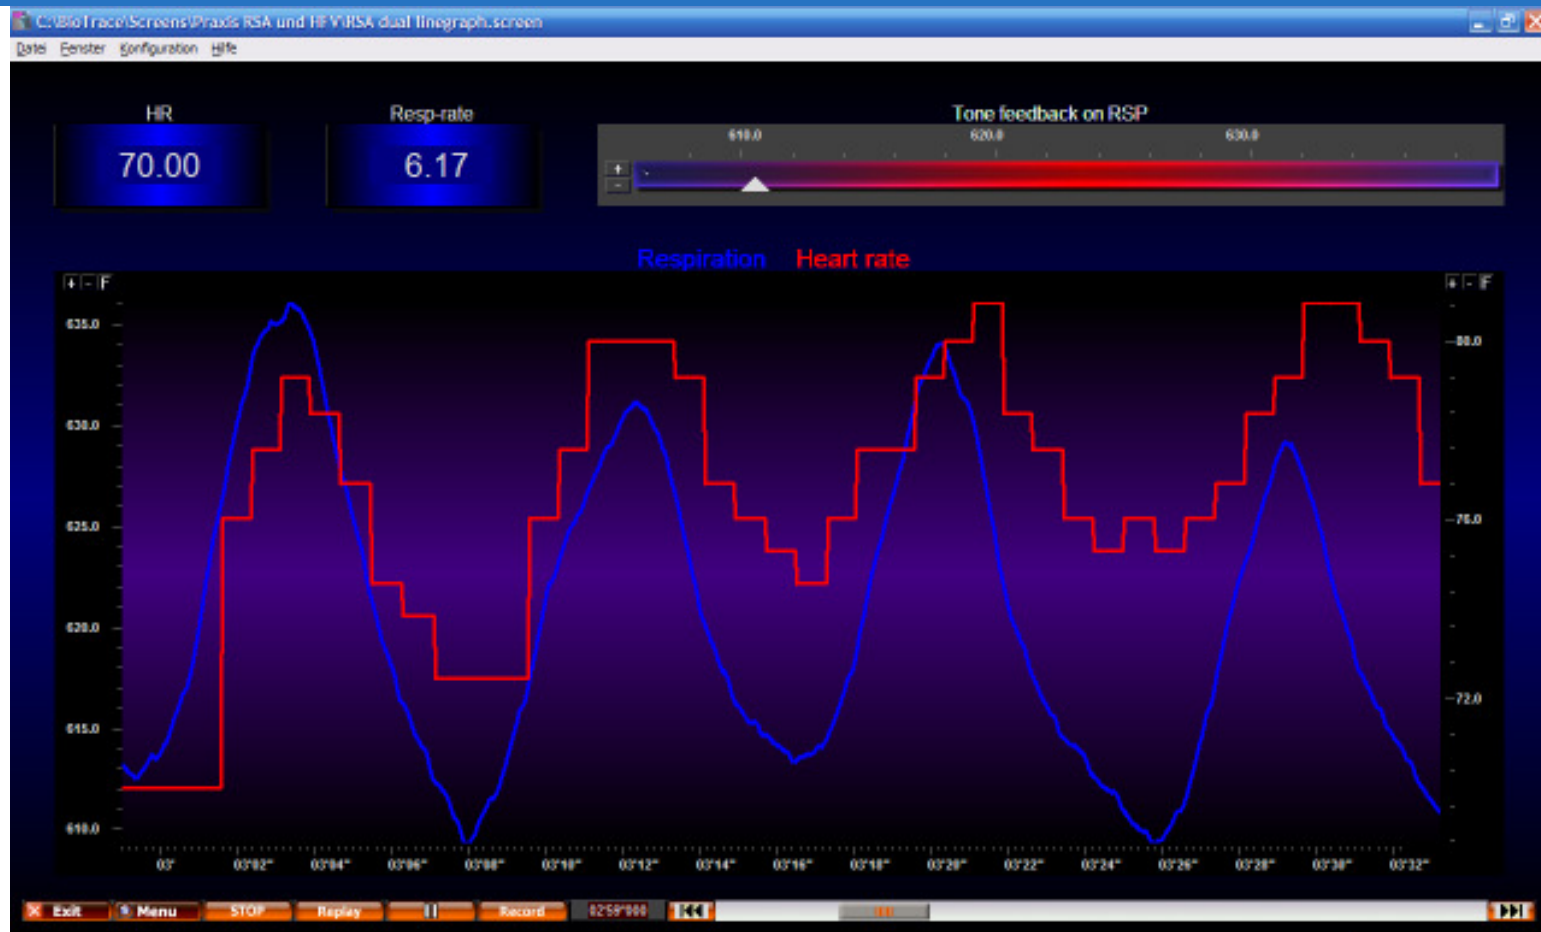 C:\BioTrace\Screens\Praxis RSA und HFV\RSA dual linegraph.screen
Datei Fenster Konfiguration Hilfe
HR Resp-rate Tone feedback on RSP
610.0 620.0 630.0
70.00 6.17
+
-
Respiration Heart rate
+ - F + - F
635.0
80.0
630.0
625.0
76.0
620.0
72.0
615.0
610.0
03' 03'02" 03'04" 03'06" 03'08" 03'10" 03'12" 03'14" 03'16" 03'18" 03'20" 03'22" 03'24" 03'26" 03'28" 03'30" 03'32"
Exit Menu STOP Replay Record 02'59"000